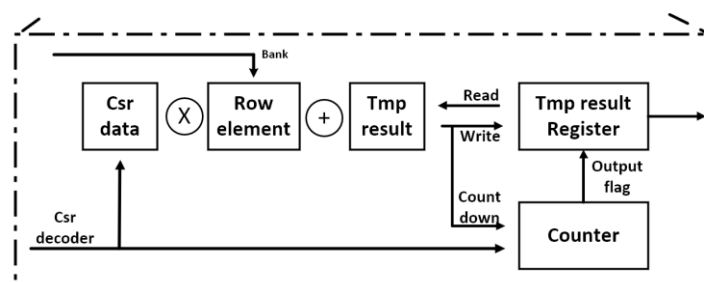 Bank
Csr
data
X
Row
element
+
Tmp
result
Read
Write
Tmp result
Register
Output
flag
Count
down
Counter
Csr
decoder